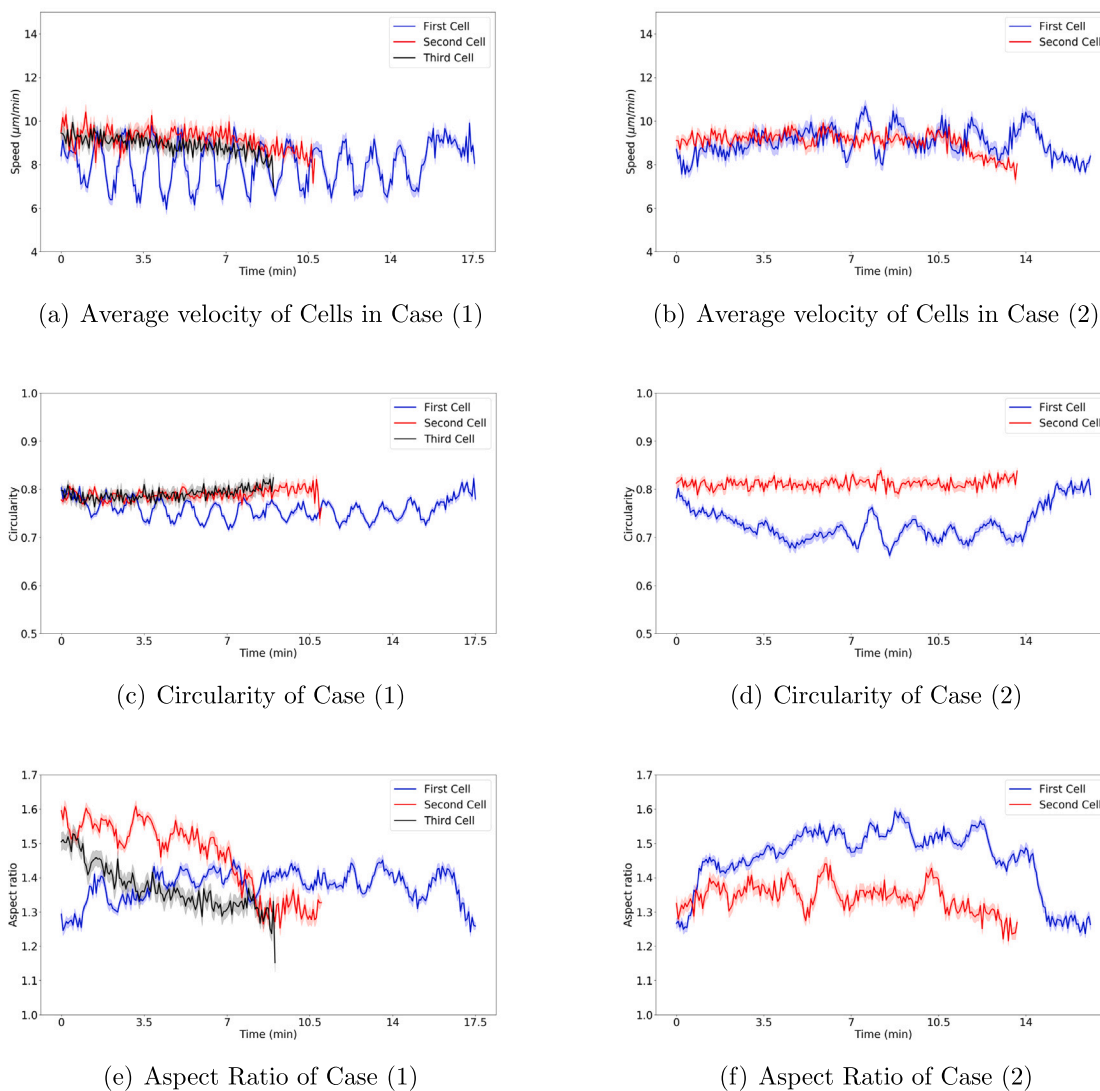 14
12
10
8
6
4
Speed (μm/min)
First Cell
Second Cell
Third Cell
0 3.5 7 10.5 14 17.5
Time (min)
(a) Average velocity of Cells in Case (1)
14
12
10
8
6
4
Speed (μm/min)
First Cell
Second Cell
0 3.5 7 10.5 14
Time (min)
(b) Average velocity of Cells in Case (2)
1.0
0.9
0.8
0.7
0.6
0.5
Circularity
First Cell
Second Cell
Third Cell
0 3.5 7 10.5 14 17.5
Time (min)
(c) Circularity of Case (1)
1.0
0.9
0.8
0.7
0.6
0.5
Circularity
First Cell
Second Cell
0 3.5 7 10.5 14
Time (min)
(d) Circularity of Case (2)
1.7
1.6
1.5
1.4
1.3
1.2
1.1
1.0
Aspect ratio
First Cell
Second Cell
Third Cell
0 3.5 7 10.5 14 17.5
Time (min)
(e) Aspect Ratio of Case (1)
1.7
1.6
1.5
1.4
1.3
1.2
1.1
1.0
Aspect ratio
First Cell
Second Cell
0 3.5 7 10.5 14
Time (min)
(f) Aspect Ratio of Case (2)